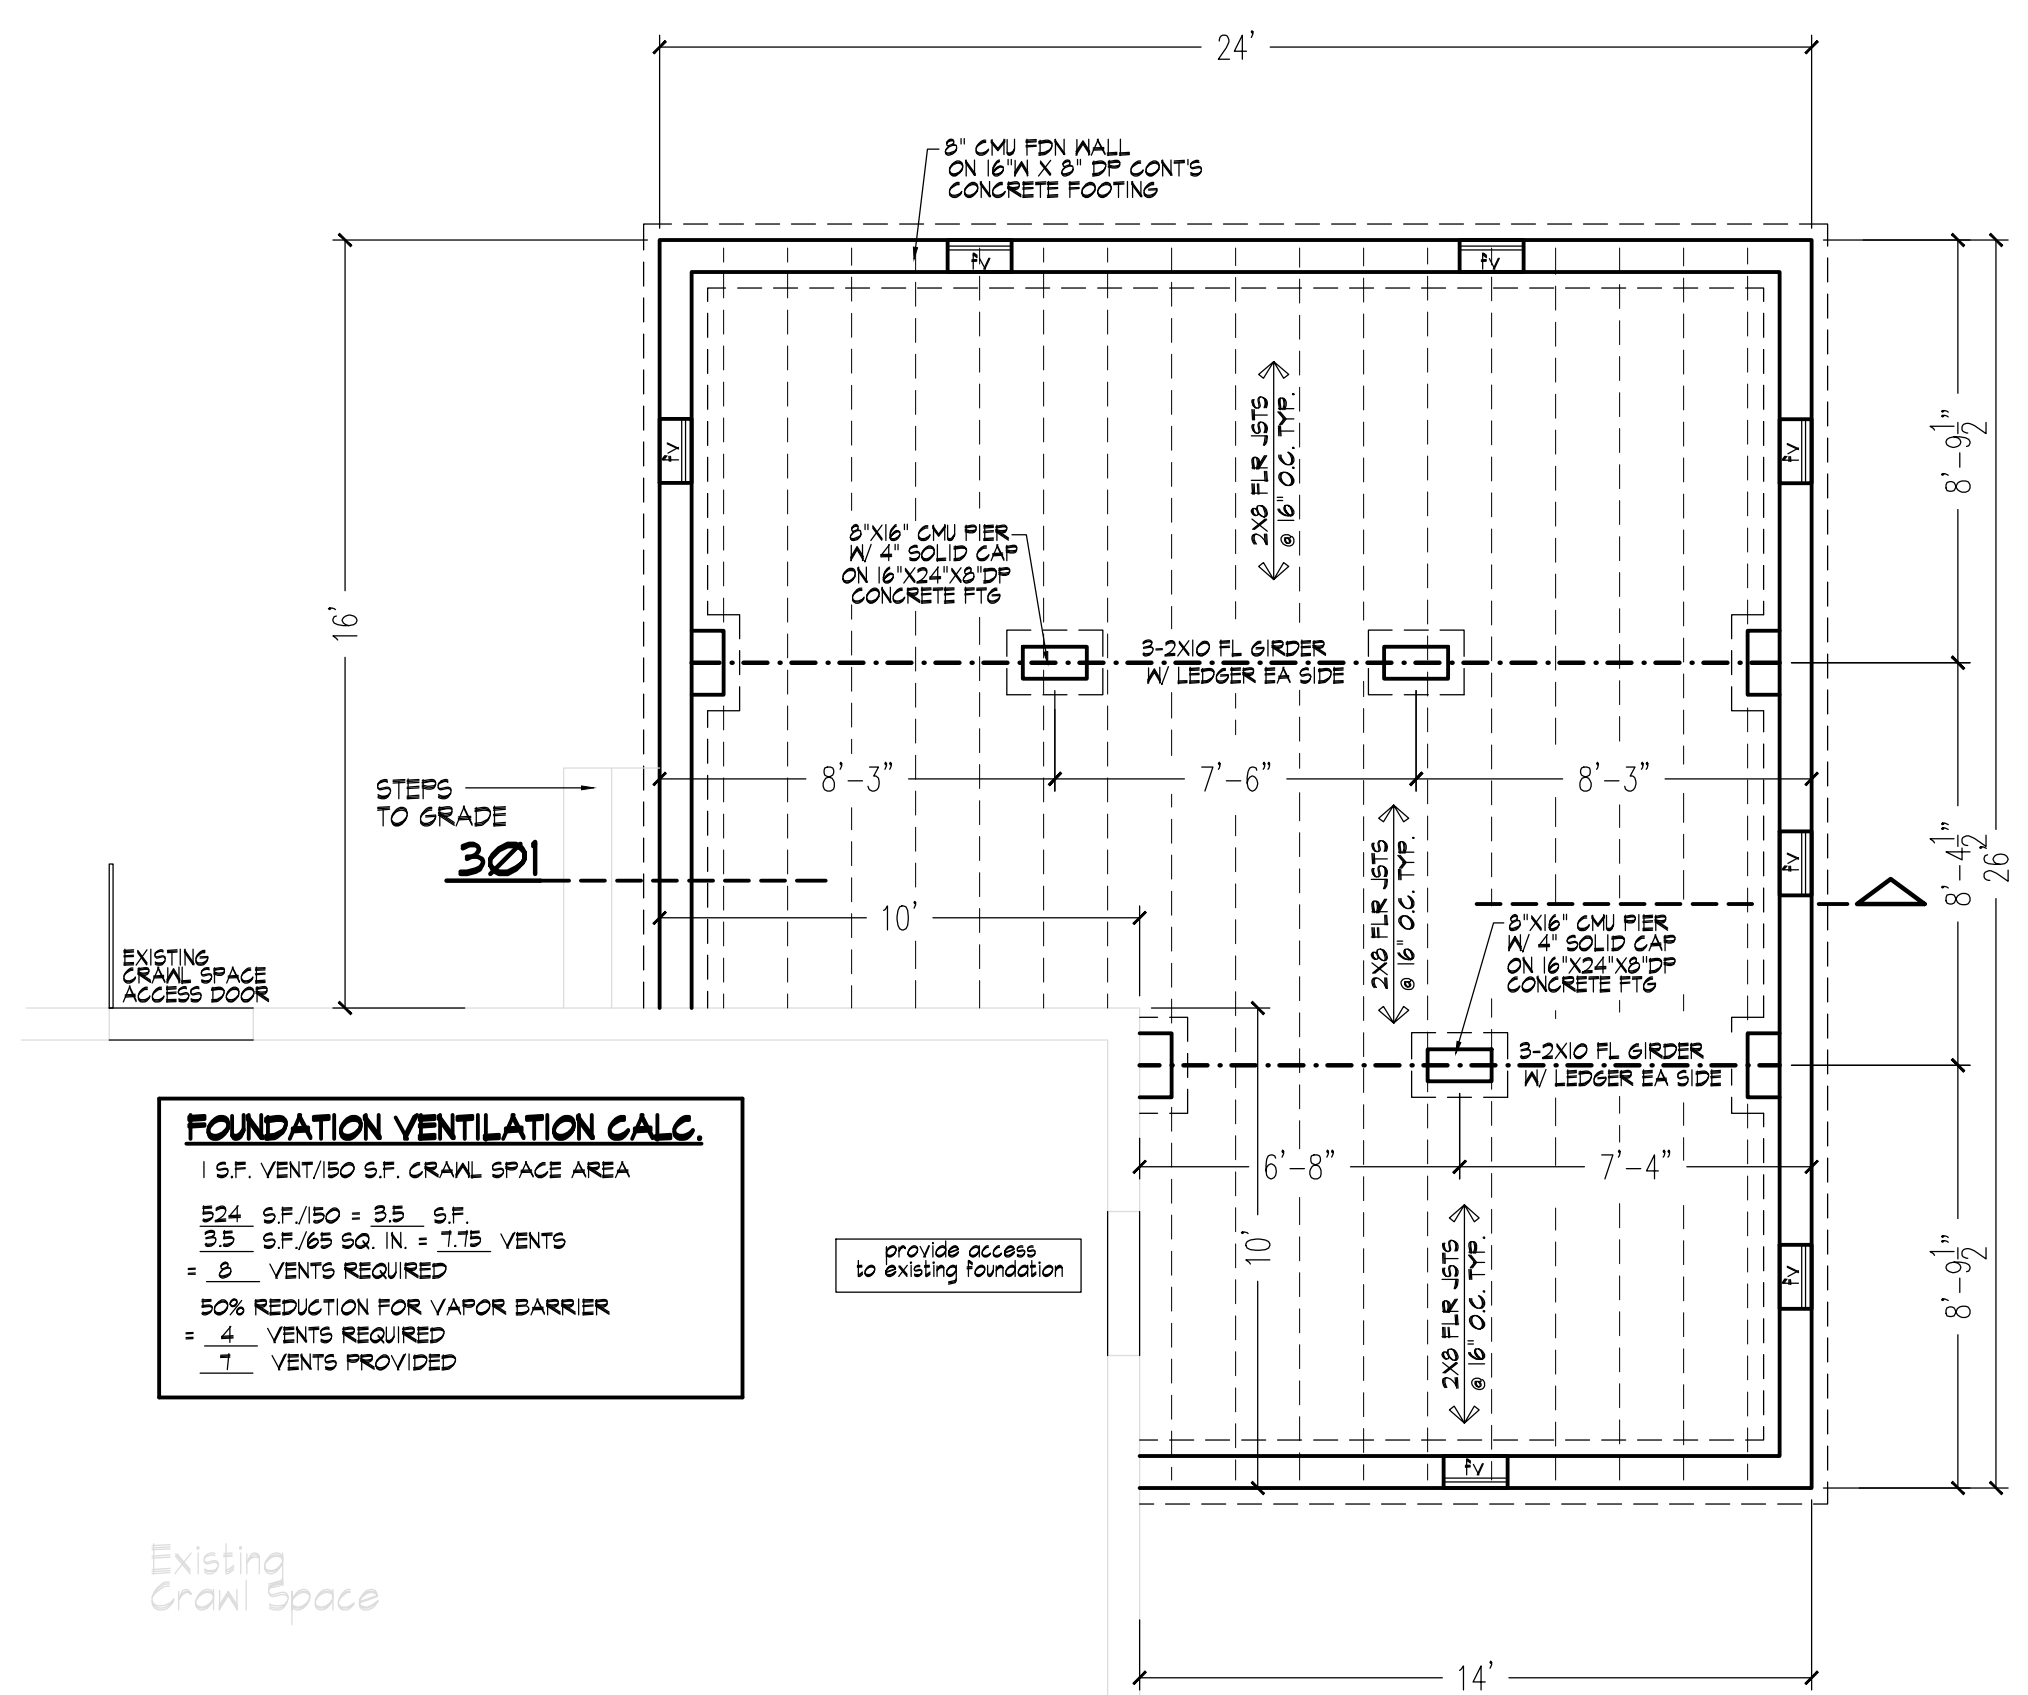 24'
8" CMU FDN WALL
ON 16"W X 8" DP CONT'S
CONCRETE FOOTING
FV
FV
FV
FV
8'-9 1/2"
2X8 FLR JSTS
@ 16" O.C. TYP.
8"X16" CMU PIER
W/ 4" SOLID CAP
ON 16"X24"X8"DP
CONCRETE FTG
16'
3-2X10 FL GIRDER
W/ LEDGER EA SIDE
8'-3"
7'-6"
8'-3"
STEPS
TO GRADE
301
FV
8'-4 1/2"
26'
2X8 FLR JSTS
@ 16" O.C. TYP.
10'
8"X16" CMU PIER
W/ 4" SOLID CAP
ON 16"X24"X8"DP
CONCRETE FTG
EXISTING
CRAWL SPACE
ACCESS DOOR
3-2X10 FL GIRDER
W/ LEDGER EA SIDE
FOUNDATION VENTILATION CALC.
1 S.F. VENT/150 S.F. CRAWL SPACE AREA
524 S.F./150 = 3.5 S.F.
3.5 S.F./65 SQ. IN. = 7.75 VENTS
= 8 VENTS REQUIRED
50% REDUCTION FOR VAPOR BARRIER
= 4 VENTS REQUIRED
7 VENTS PROVIDED
6'-8"
7'-4"
provide access
to existing foundation
10'
2X8 FLR JSTS
@ 16" O.C. TYP.
FV
8'-9 1/2"
FV
Existing
Crawl Space
14'